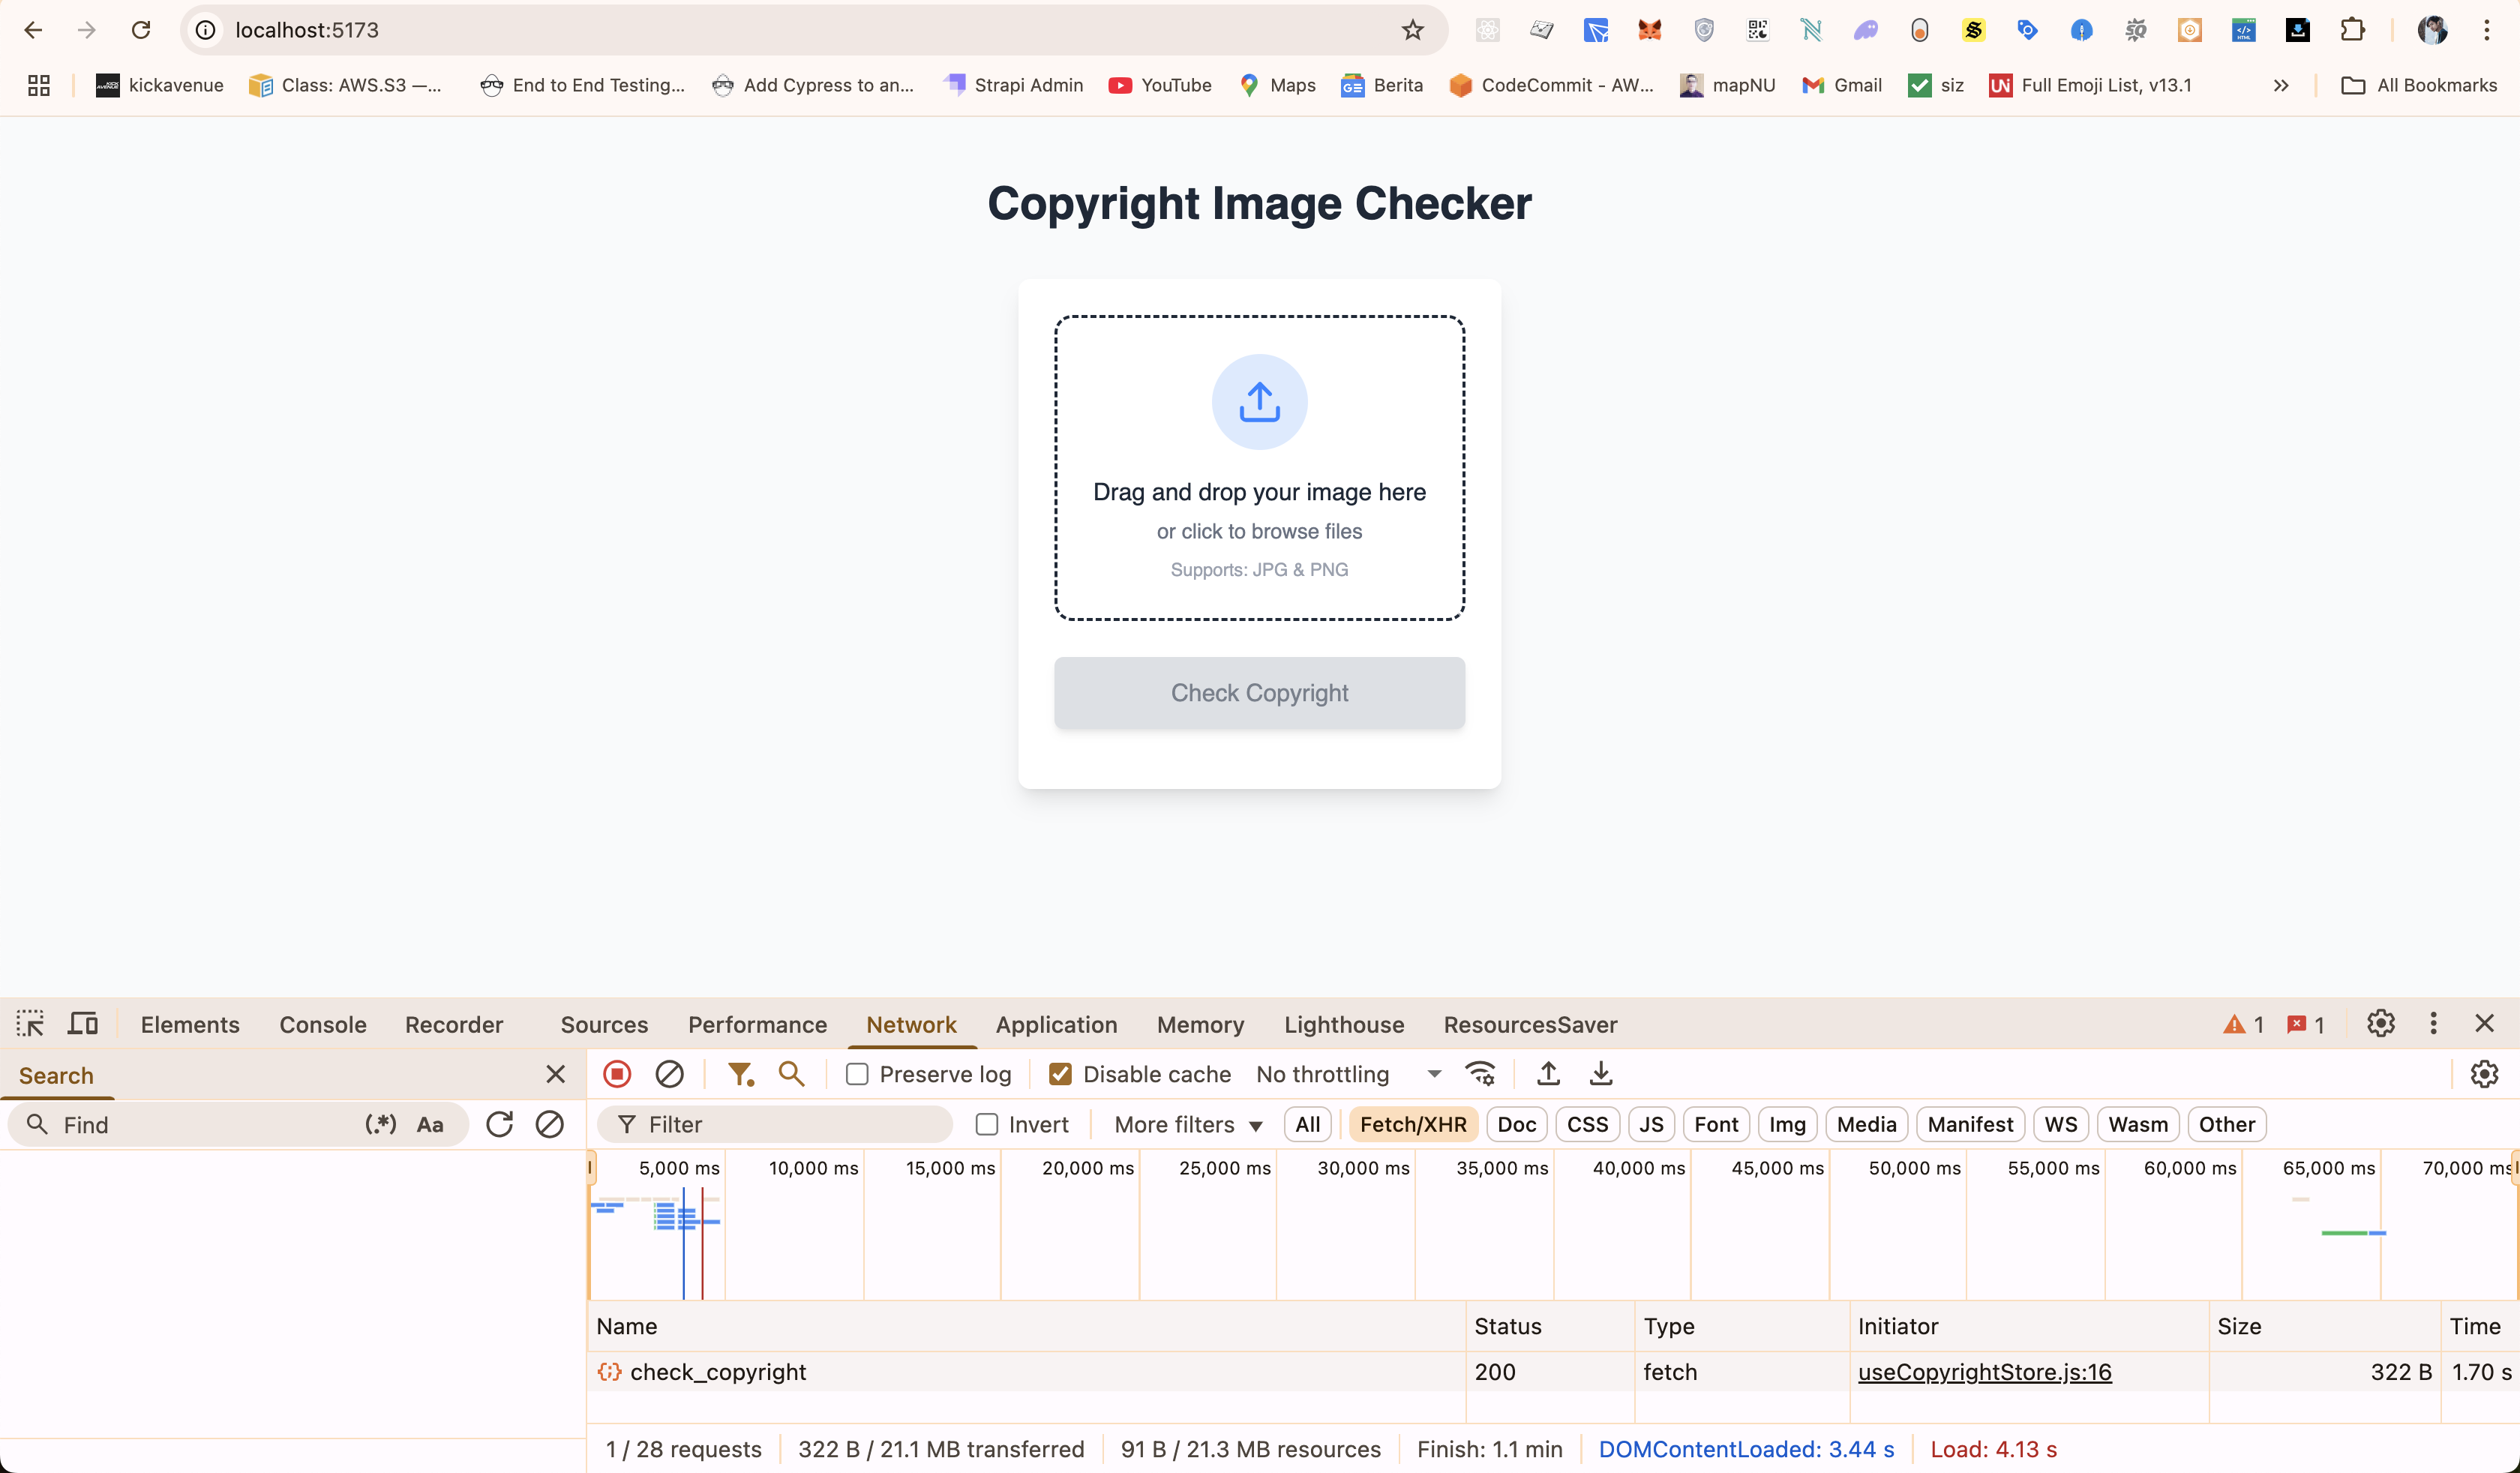 localhost:5173
kickavenue
Class: AWS.S3 —...
End to End Testing...
Add Cypress to an...
Strapi Admin
YouTube
Maps
Berita
CodeCommit - AW...
mapNU
Gmail
siz
Full Emoji List, v13.1
All Bookmarks
Copyright Image Checker
Drag and drop your image here
or click to browse files
Supports: JPG & PNG
Check Copyright
Elements Console Recorder Sources Performance Network Application Memory Lighthouse ResourcesSaver 1 1
Search
Preserve log Disable cache No throttling
Find (.*) Aa
Filter Invert More filters All Fetch/XHR Doc CSS JS Font Img Media Manifest WS Wasm Other
5,000 ms 10,000 ms 15,000 ms 20,000 ms 25,000 ms 30,000 ms 35,000 ms 40,000 ms 45,000 ms 50,000 ms 55,000 ms 60,000 ms 65,000 ms 70,000 ms
Name Status Type Initiator Size Time
check_copyright 200 fetch useCopyrightStore.js:16 322 B 1.70 s
1 / 28 requests 322 B / 21.1 MB transferred 91 B / 21.3 MB resources Finish: 1.1 min DOMContentLoaded: 3.44 s Load: 4.13 s